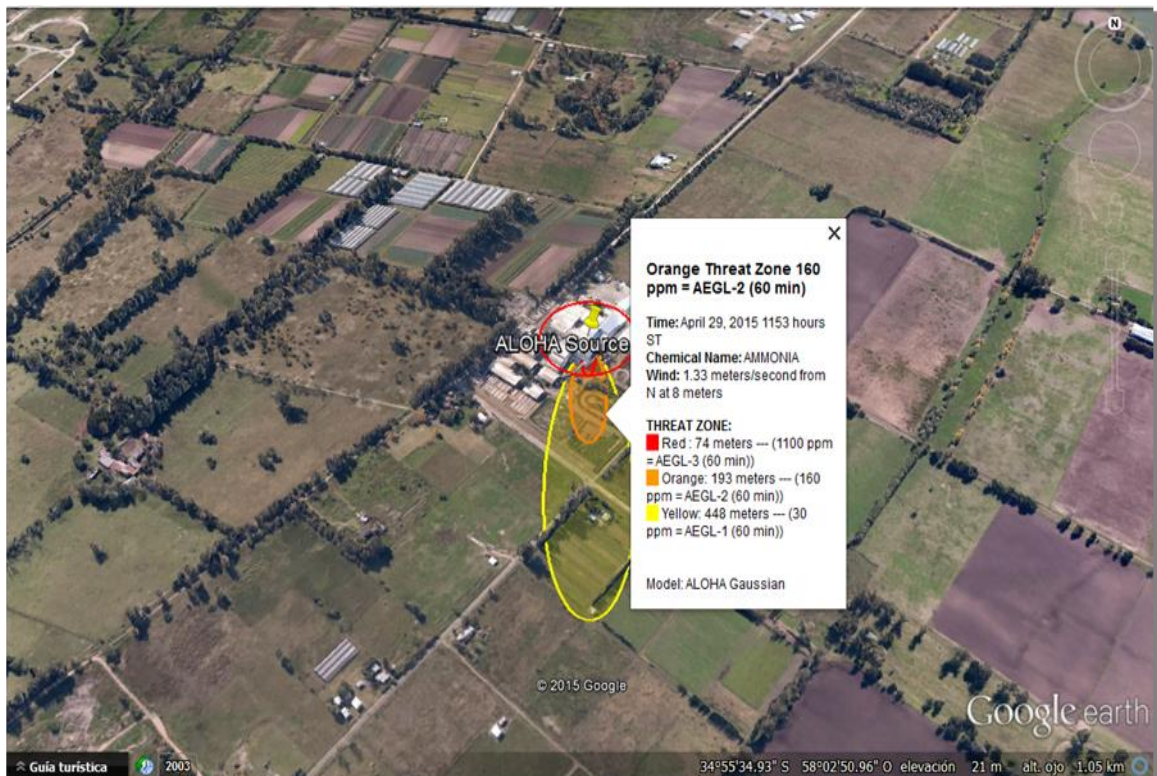 N
Orange Threat Zone 160
ppm = AEGL-2 (60 min)
Time: April 29, 2015 1153 hours
ST
Chemical Name: AMMONIA
Wind: 1.33 meters/second from
N at 8 meters
THREAT ZONE:
Red : 74 meters --- (1100 ppm
= AEGL-3 (60 min))
Orange: 193 meters --- (160
ppm = AEGL-2 (60 min))
Yellow: 448 meters --- (30
ppm = AEGL-1 (60 min))
Model: ALOHA Gaussian
ALOHA Source
© 2015 Google
Google earth
Guía turística
2003
34°55'34.93" S 58°02'50.96" O elevación 21 m alt. ojo 1.05 km